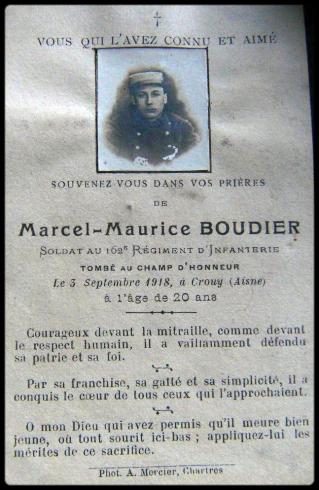 VOUS QUI L'AVEZ CONNU ET AIMÉ
SOUVENEZ-VOUS DANS VOS PRIÈRES
DE
Marcel-Maurice BOUDIER
SOLDAT AU 162e RÉGIMENT D'INFANTERIE
TOMBÉ AU CHAMP D'HONNEUR
Le 3 Septembre 1918, à Crouy (Aisne)
à l'âge de 20 ans
Courageux devant la mitraille, comme devant
le respect humain, il a vaillamment défendu
sa patrie et sa foi.
Par sa franchise, sa gaîté et sa simplicité, il a
conquis le cœur de tous ceux qui l'approchaient.
O mon Dieu qui avez permis qu'il meure bien
jeune, où tout sourit ici-bas ; appliquez-lui les
mérites de ce sacrifice.
Phot. A. Mercier, Chartres